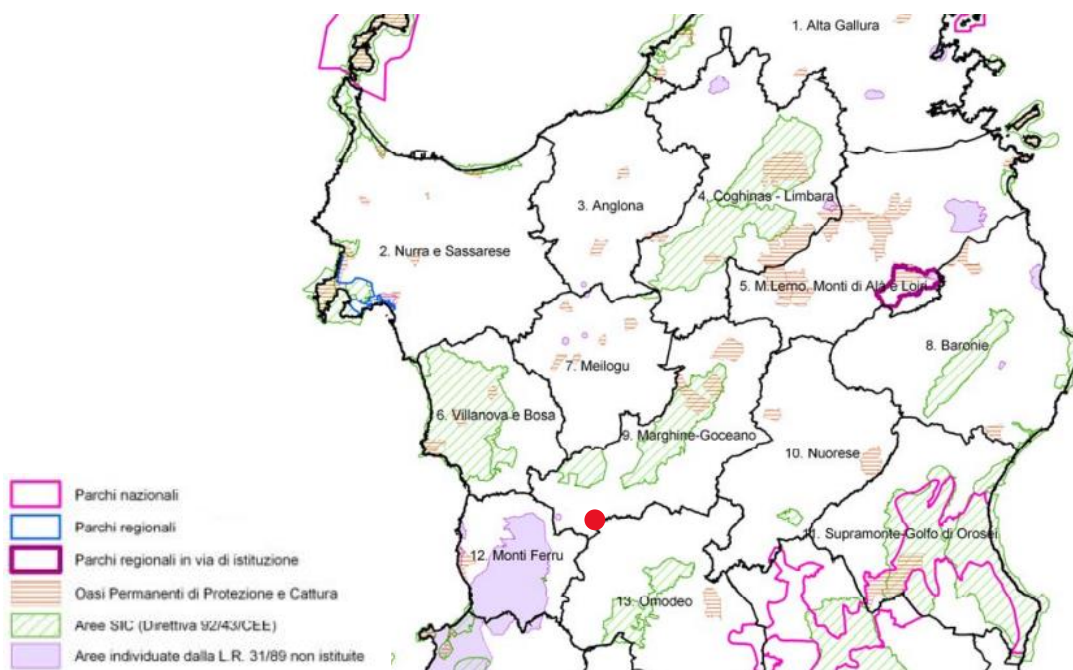 1. Alta Gallura
3. Anglona
4. Coghinas - Limbara
2. Nurra e Sassarese
5. M.Lerno, Monti di Alà e Loiri
8. Baronie
7. Meilogu
6. Villanova e Bosa
9. Marghine-Goceano
10. Nuorese
11. Supramonte-Golfo di Orosei
12. Monti Ferru
13. Omodeo
Parchi nazionali
Parchi regionali
Parchi regionali in via di istituzione
Oasi Permanenti di Protezione e Cattura
Aree SIC (Direttiva 92/43/CEE)
Aree individuate dalla L.R. 31/89 non istituite